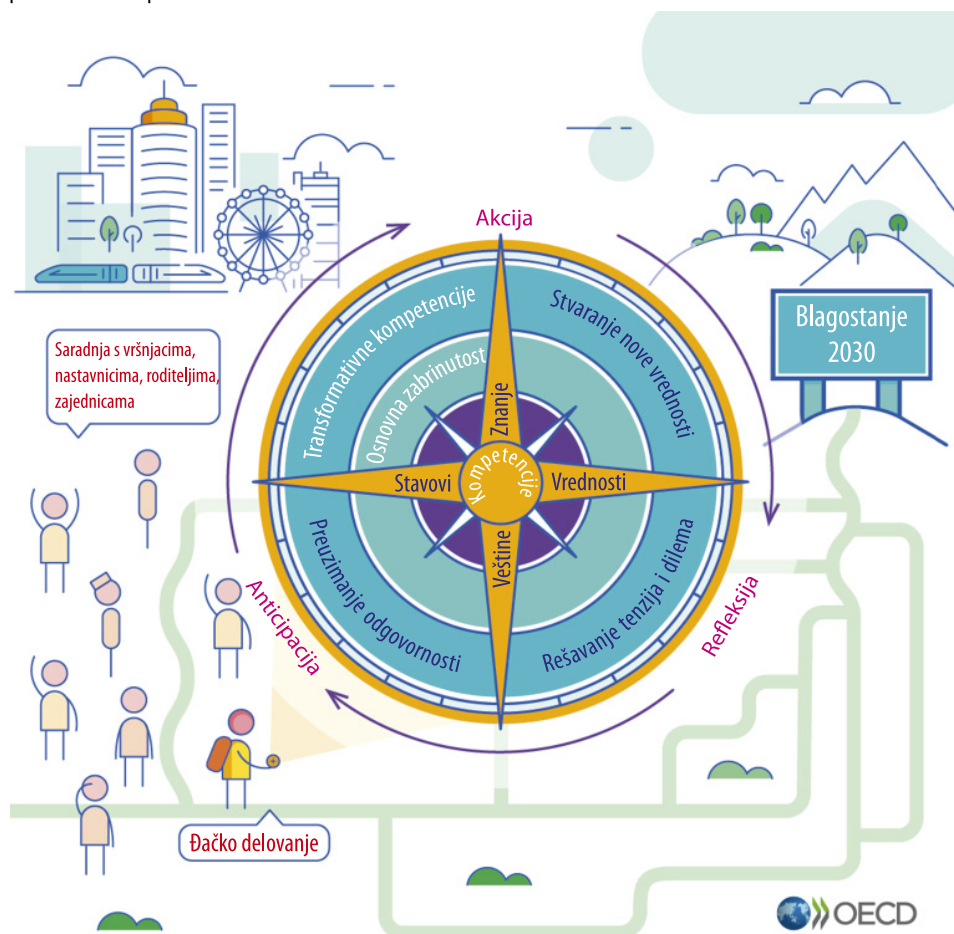 Akcija
Transformativne kompetencije
Stvaranje nove vrednosti
Blagostanje
2030
Saradnja s vršnjacima,
nastavnicima, roditeljima,
zajednicama
Osnovna zabrinutost
Znanje
Stavovi
Kompetencije
Vrednosti
Veštine
Preuzimanje odgovornosti
Rešavanje tenzija i dilema
Anticipacija
Refleksija
Đačko delovanje
OECD